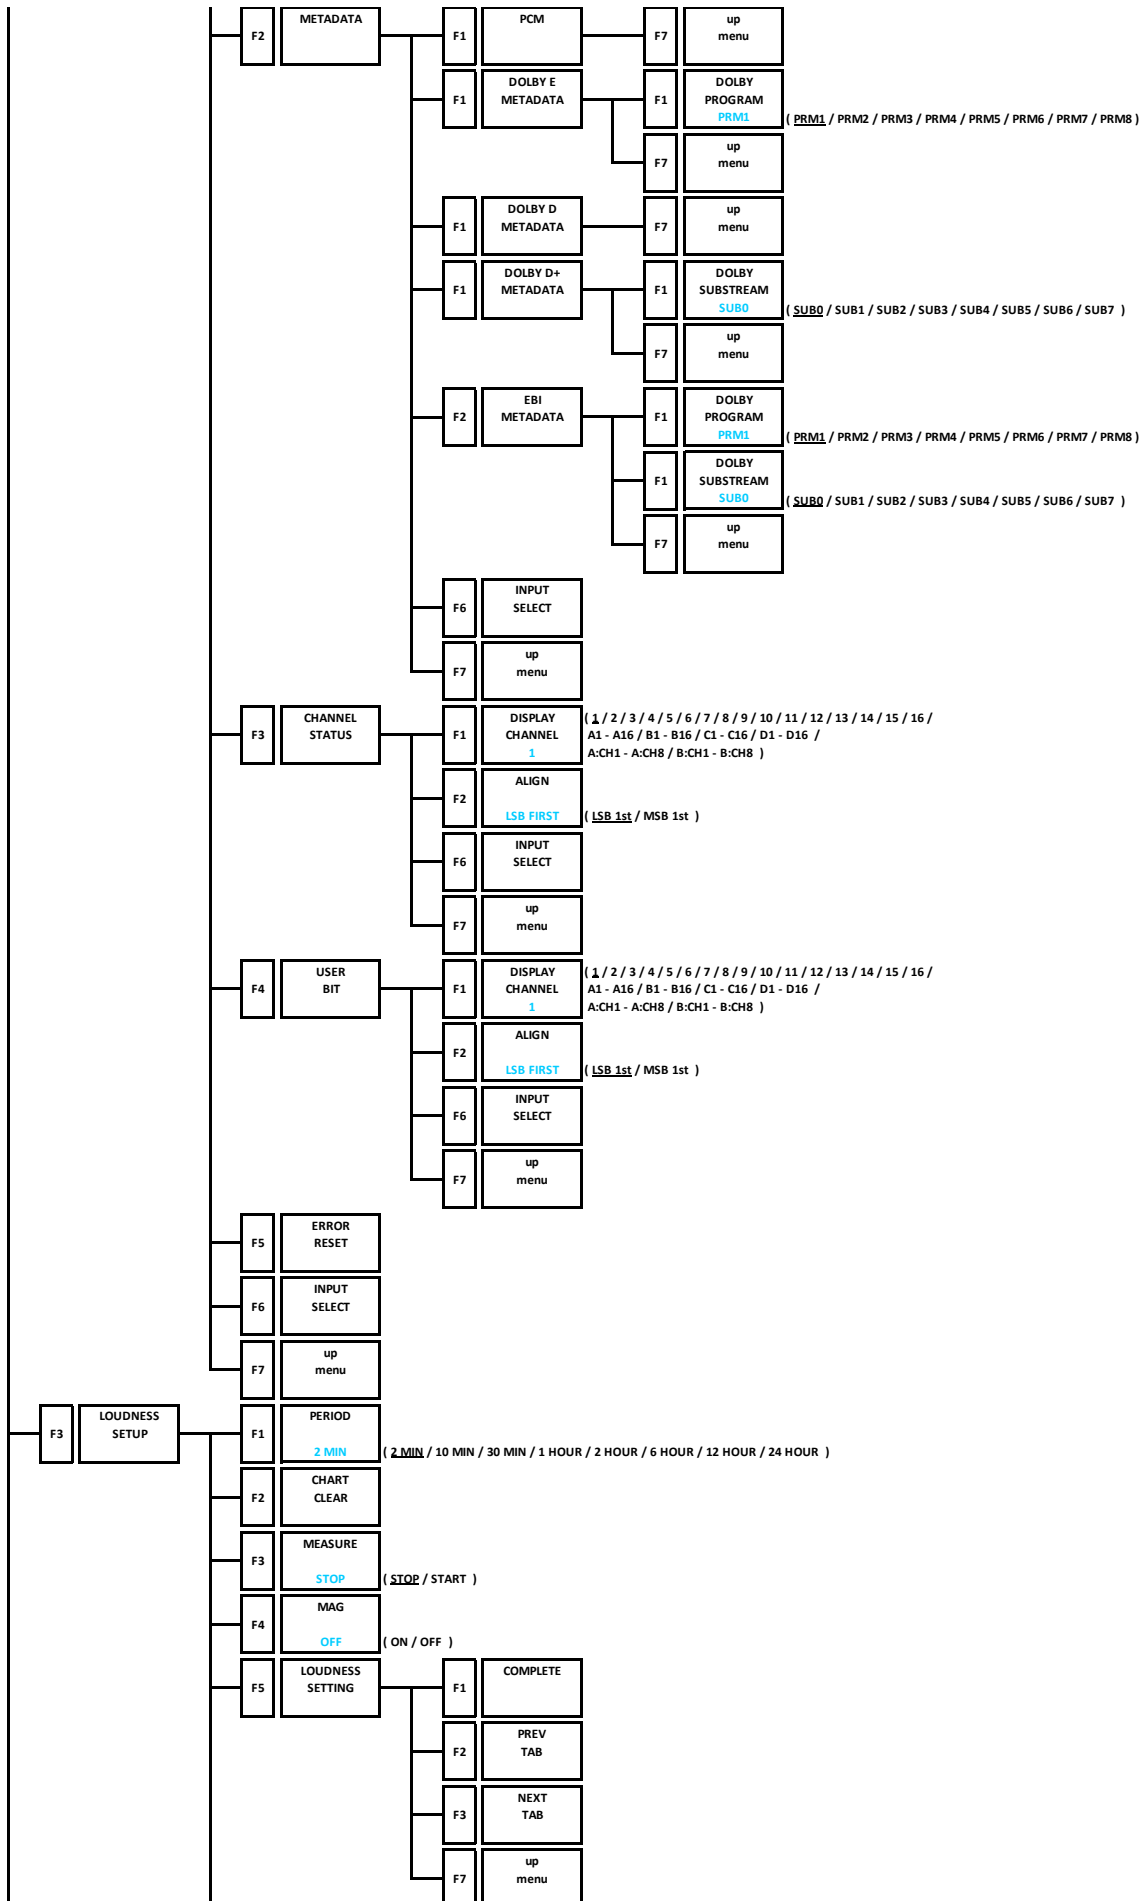 F2
METADATA
F1
PCM
F7
up
menu
F1
DOLBY E
METADATA
F1
DOLBY
PROGRAM
PRM1
( PRM1 / PRM2 / PRM3 / PRM4 / PRM5 / PRM6 / PRM7 / PRM8 )
F7
up
menu
F1
DOLBY D
METADATA
F7
up
menu
F1
DOLBY D+
METADATA
F1
DOLBY
SUBSTREAM
SUB0
( SUB0 / SUB1 / SUB2 / SUB3 / SUB4 / SUB5 / SUB6 / SUB7 )
F7
up
menu
F2
EBI
METADATA
F1
DOLBY
PROGRAM
PRM1
( PRM1 / PRM2 / PRM3 / PRM4 / PRM5 / PRM6 / PRM7 / PRM8 )
F1
DOLBY
SUBSTREAM
SUB0
( SUB0 / SUB1 / SUB2 / SUB3 / SUB4 / SUB5 / SUB6 / SUB7 )
F7
up
menu
F6
INPUT
SELECT
F7
up
menu
F3
CHANNEL
STATUS
F1
DISPLAY
CHANNEL
1
( 1 / 2 / 3 / 4 / 5 / 6 / 7 / 8 / 9 / 10 / 11 / 12 / 13 / 14 / 15 / 16 /
A1 - A16 / B1 - B16 / C1 - C16 / D1 - D16 /
A:CH1 - A:CH8 / B:CH1 - B:CH8 )
F2
ALIGN
LSB FIRST
( LSB 1st / MSB 1st )
F6
INPUT
SELECT
F7
up
menu
F4
USER
BIT
F1
DISPLAY
CHANNEL
1
( 1 / 2 / 3 / 4 / 5 / 6 / 7 / 8 / 9 / 10 / 11 / 12 / 13 / 14 / 15 / 16 /
A1 - A16 / B1 - B16 / C1 - C16 / D1 - D16 /
A:CH1 - A:CH8 / B:CH1 - B:CH8 )
F2
ALIGN
LSB FIRST
( LSB 1st / MSB 1st )
F6
INPUT
SELECT
F7
up
menu
F5
ERROR
RESET
F6
INPUT
SELECT
F7
up
menu
F3
LOUDNESS
SETUP
F1
PERIOD
2 MIN
( 2 MIN / 10 MIN / 30 MIN / 1 HOUR / 2 HOUR / 6 HOUR / 12 HOUR / 24 HOUR )
F2
CHART
CLEAR
F3
MEASURE
STOP
( STOP / START )
F4
MAG
OFF
( ON / OFF )
F5
LOUDNESS
SETTING
F1
COMPLETE
F2
PREV
TAB
F3
NEXT
TAB
F7
up
menu